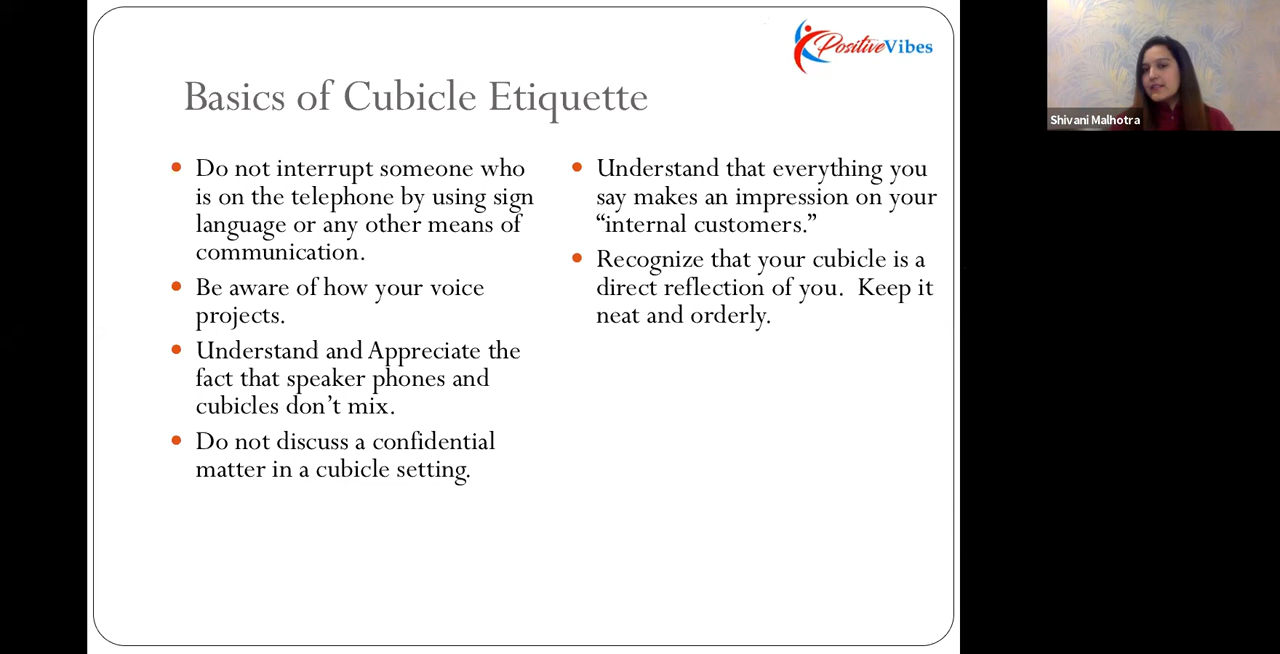 PositiveVibes
Basics of Cubicle Etiquette
Do not interrupt someone who
is on the telephone by using sign
language or any other means of
communication.
Be aware of how your voice
projects.
Understand and Appreciate the
fact that speaker phones and
cubicles don’t mix.
Do not discuss a confidential
matter in a cubicle setting.
Understand that everything you
say makes an impression on your
“internal customers.”
Recognize that your cubicle is a
direct reflection of you.  Keep it
neat and orderly.
Shivani Malhotra